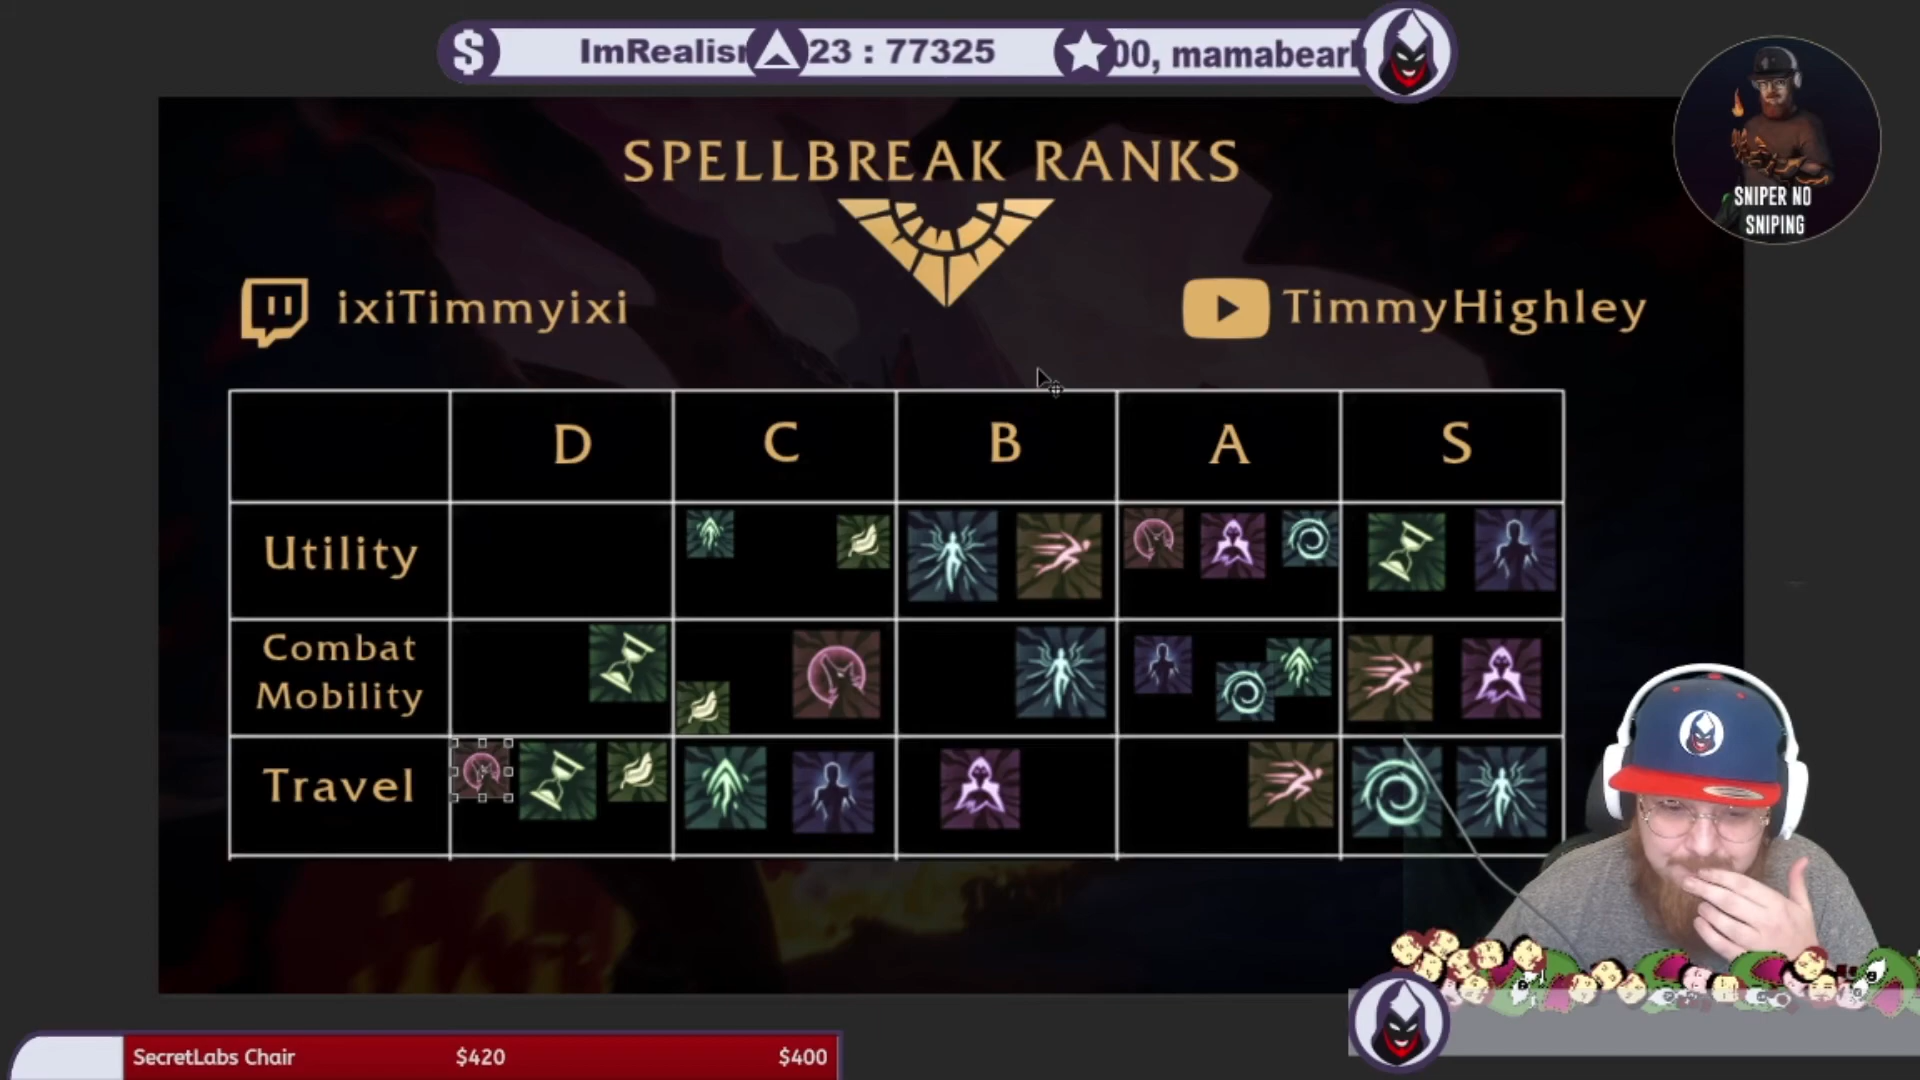 ImRealis
23 : 77325
00, mamabear
SPELLBREAK RANKS
SNIPER NO
SNIPING
ixiTimmyixi
TimmyHighley
D C B A S
Utility
Combat
Mobility
Travel
SecretLabs Chair $420 $400